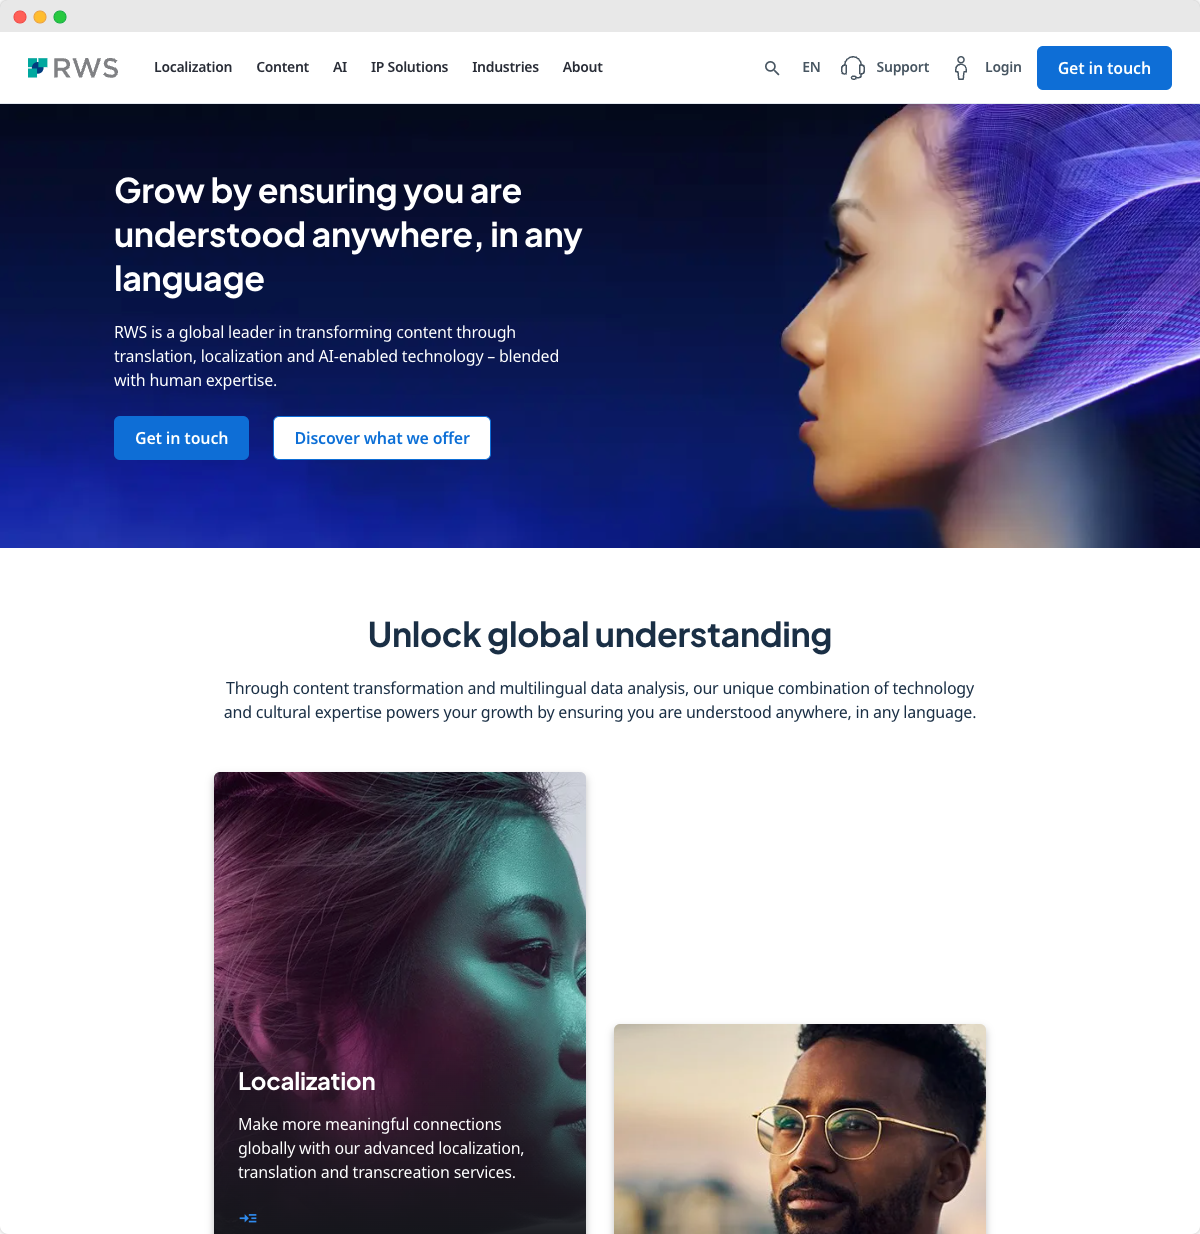 RWS
Localization
Content
AI
IP Solutions
Industries
About
EN
Support
Login
Get in touch
Grow by ensuring you are
understood anywhere, in any
language
RWS is a global leader in transforming content through
translation, localization and AI-enabled technology – blended
with human expertise.
Get in touch
Discover what we offer
Unlock global understanding
Through content transformation and multilingual data analysis, our unique combination of technology
and cultural expertise powers your growth by ensuring you are understood anywhere, in any language.
Localization
Make more meaningful connections
globally with our advanced localization,
translation and transcreation services.